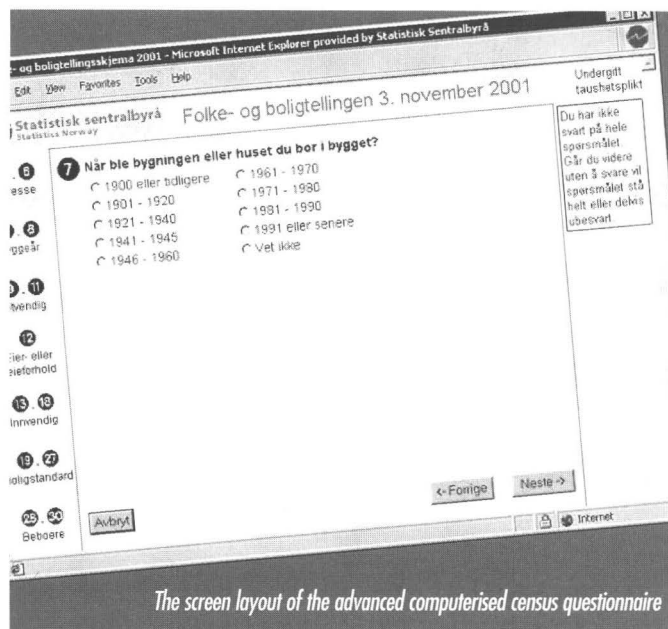 - og boligtellingsskjema 2001 - Microsoft Internet Explorer provided by Statistisk Sentralbyrå
Edit View Favorites Tools Help
Statistisk sentralbyrå
Statistics Norway
Folke- og boligtellingen 3. november 2001
Undergitt
taushetsplikt
7 Når ble bygningen eller huset du bor i bygget?
1900 eller tidligere
1901 - 1920
1921 - 1940
1941 - 1945
1946 - 1960
1961 - 1970
1971 - 1980
1981 - 1990
1991 eller senere
Vet ikke
Du har ikke
svart på hele
spørsmålet.
Går du videre
uten å svare vil
spørsmålet stå
helt eller delvis
ubesvart
. 6
esse
. 8
ggeår
. 11
tvendig
12
Eier- eller
eieforhold
13 . 18
Innvendig
19 . 27
oligstandard
28 . 30
Beboere
Avbryt
<- Forrige
Neste ->
Internet
The screen layout of the advanced computerised census questionnaire